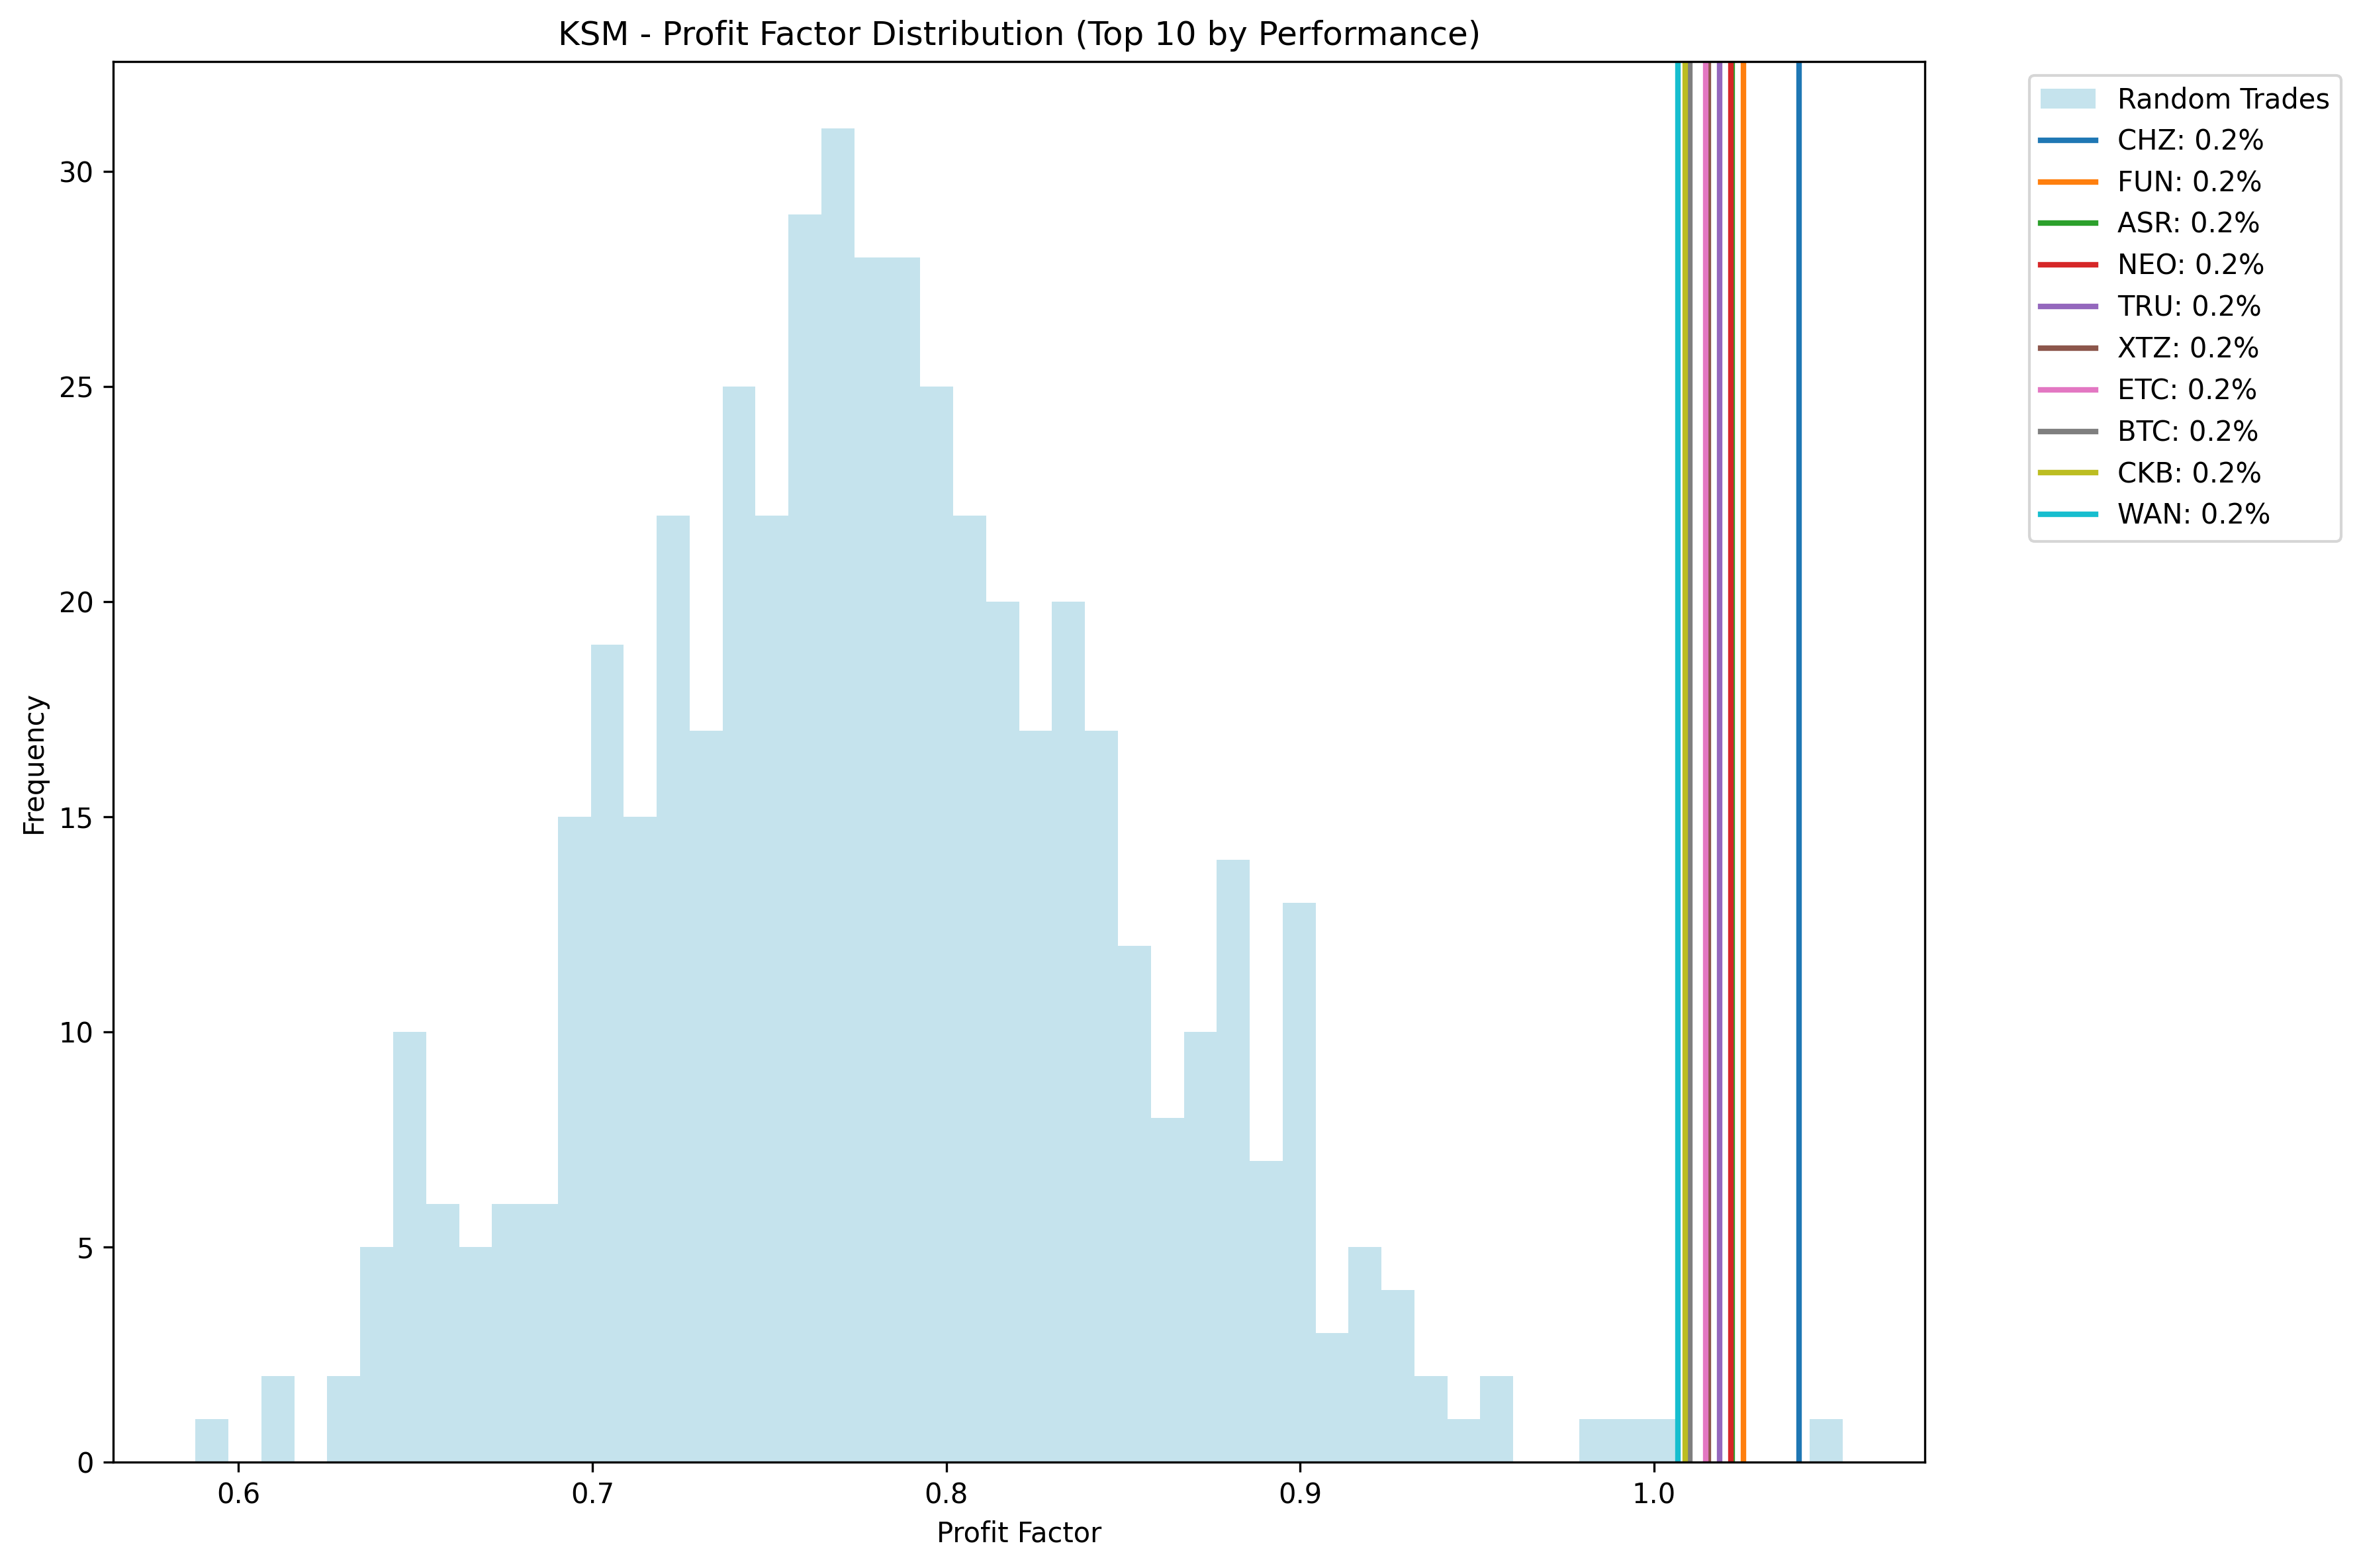 KSM - Profit Factor Distribution (Top 10 by Performance)
Random Trades
CHZ: 0.2%
FUN: 0.2%
ASR: 0.2%
NEO: 0.2%
TRU: 0.2%
XTZ: 0.2%
ETC: 0.2%
BTC: 0.2%
CKB: 0.2%
WAN: 0.2%
Frequency
30
25
20
15
10
5
0
0.6 0.7 0.8 0.9 1.0
Profit Factor